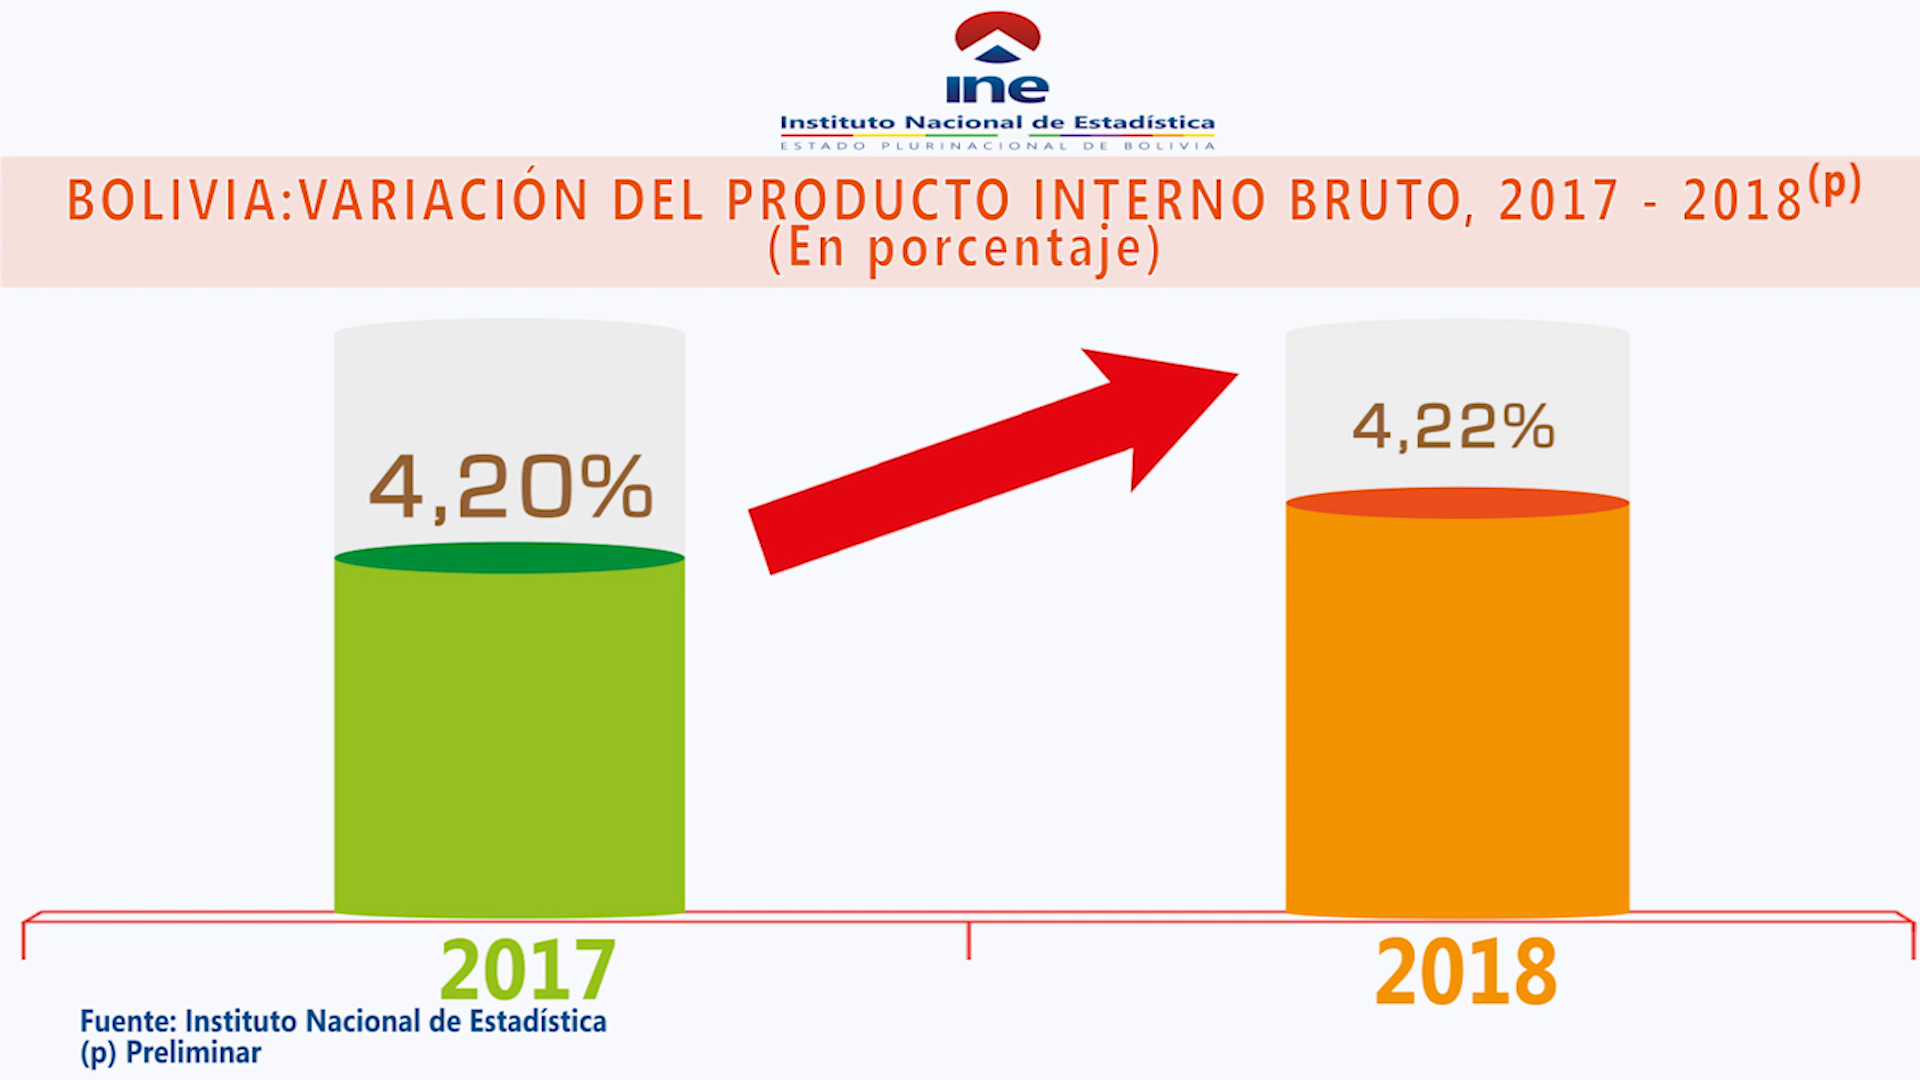 ine
Instituto Nacional de Estadística
ESTADO PLURINACIONAL DE BOLIVIA
BOLIVIA:VARIACIÓN DEL PRODUCTO INTERNO BRUTO, 2017 - 2018(p)
(En porcentaje)
4,20%
4,22%
2017
2018
Fuente: Instituto Nacional de Estadística
(p) Preliminar